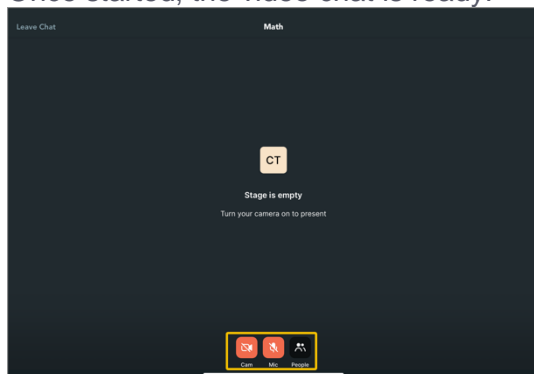 Once started, the video chat is ready.
Leave Chat Math
CT
Stage is empty
Turn your camera on to present
Cam Mic People